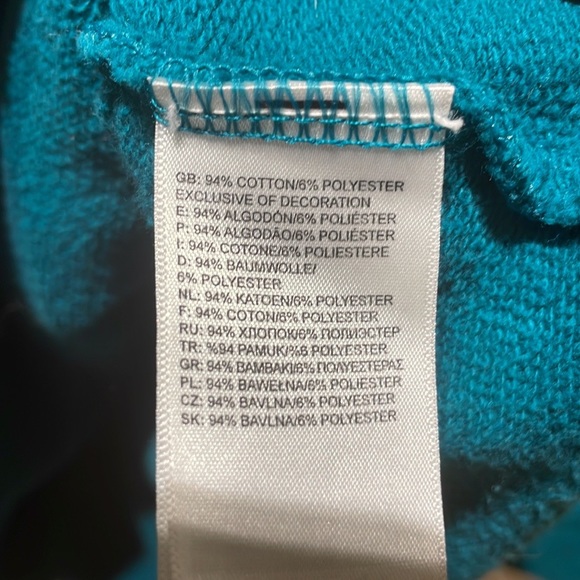 GB: 94% COTTON/6% POLYESTER
EXCLUSIVE OF DECORATION
E: 94% ALGODÓN/6% POLIÉSTER
P: 94% ALGODÃO/6% POLIÉSTER
I: 94% COTONE/6% POLIESTERE
D: 94% BAUMWOLLE/
6% POLYESTER
NL: 94% KATOEN/6% POLYESTER
F: 94% COTON/6% POLYESTER
RU: 94% ХЛОПОК/6% ПОЛИЭСТЕР
TR: %94 PAMUK/%6 POLYESTER
GR: 94% ΒΑΜΒΑΚΙ/6% ΠΟΛΥΕΣΤΕΡΑΣ
PL: 94% BAWEŁNA/6% POLIESTER
CZ: 94% BAVLNA/6% POLYESTER
SK: 94% BAVLNA/6% POLYESTER